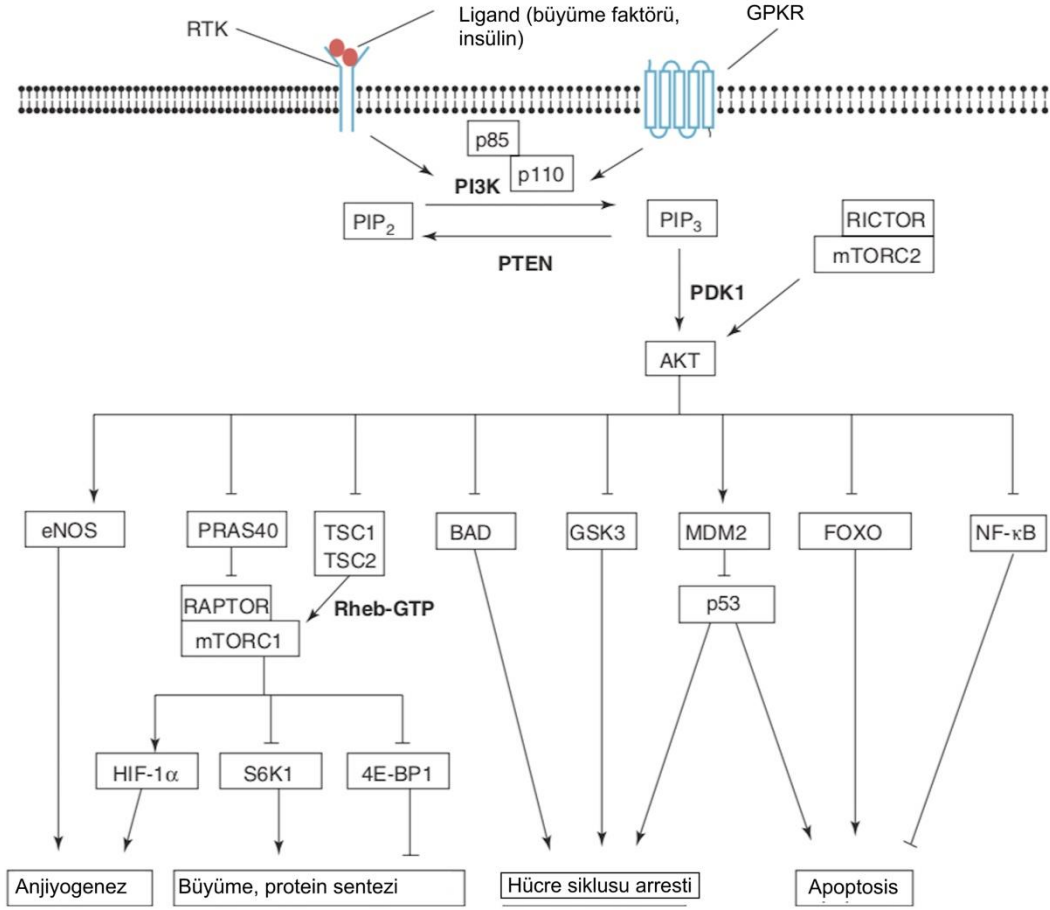 RTK
Ligand (büyüme faktörü,
insülin)
GPKR
p85
p110
PI3K
PIP2
PIP3
PTEN
RICTOR
mTORC2
PDK1
AKT
eNOS
PRAS40
TSC1
TSC2
BAD
GSK3
MDM2
FOXO
NF-κB
RAPTOR
mTORC1
Rheb-GTP
p53
HIF-1α
S6K1
4E-BP1
Anjiyogenez
Büyüme, protein sentezi
Hücre siklusu arresti
Apoptosis